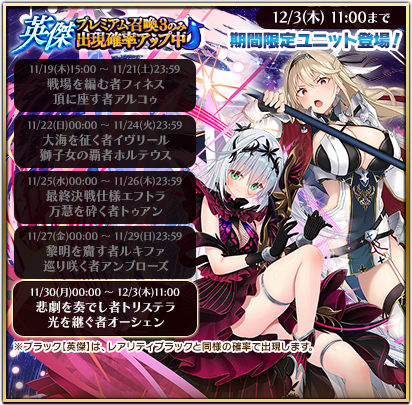 英傑
プレミアム召喚3のみ
出現確率アップ中♪
12/3(木) 11:00まで
期間限定ユニット登場!
11/19(木)15:00 ～ 11/21(土)23:59
戦場を編む者フィネス
頂に座す者アルコゥ
11/22(日)00:00 ～ 11/24(火)23:59
大海を征く者イヴリール
獅子女の覇者ホルテウス
11/25(水)00:00 ～ 11/26(木)23:59
最終決戦仕様エフトラ
万慧を砕く者トゥアン
11/27(金)00:00 ～ 11/29(日)23:59
黎明を齎す者ルキファ
巡り咲く者アンブローズ
11/30(月)00:00 ～ 12/3(木)11:00
悲劇を奏でし者トリステラ
光を継ぐ者オーシェン
※ブラック【英傑】は、レアリティブラックと同様の確率で出現します。